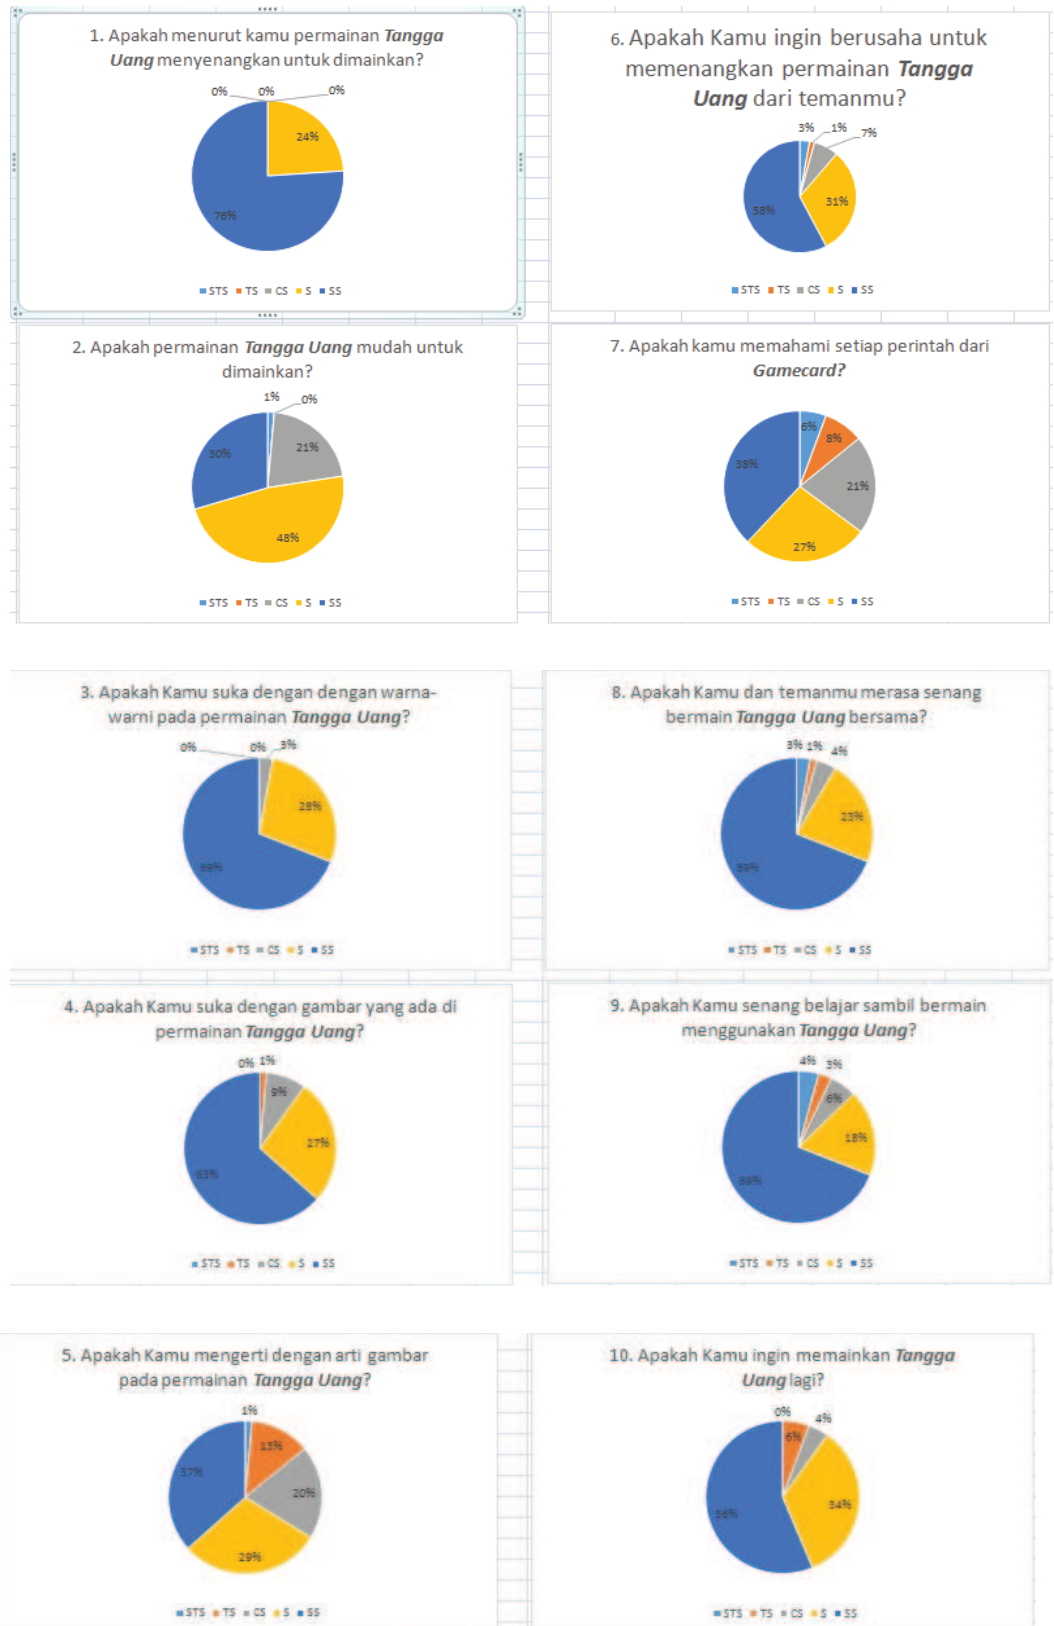 1. Apakah menurut kamu permainan Tangga
Uang menyenangkan untuk dimainkan?
0%
0%
0%
24%
76%
STS TS CS S SS
6. Apakah Kamu ingin berusaha untuk
memenangkan permainan Tangga
Uang dari temanmu?
3%
1%
7%
31%
58%
STS TS CS S SS
2. Apakah permainan Tangga Uang mudah untuk
dimainkan?
1%
0%
21%
30%
48%
STS TS CS S SS
7. Apakah kamu memahami setiap perintah dari
Gamecard?
6%
8%
38%
21%
27%
STS TS CS S SS
3. Apakah Kamu suka dengan dengan warna-
warni pada permainan Tangga Uang?
0%
0%
3%
28%
69%
STS TS CS S SS
8. Apakah Kamu dan temanmu merasa senang
bermain Tangga Uang bersama?
3%
1%
4%
23%
69%
STS TS CS S SS
4. Apakah Kamu suka dengan gambar yang ada di
permainan Tangga Uang?
0%
1%
9%
27%
63%
STS TS CS S SS
9. Apakah Kamu senang belajar sambil bermain
menggunakan Tangga Uang?
4%
3%
6%
18%
69%
STS TS CS S SS
5. Apakah Kamu mengerti dengan arti gambar
pada permainan Tangga Uang?
1%
13%
37%
20%
29%
STS TS CS S SS
10. Apakah Kamu ingin memainkan Tangga
Uang lagi?
0%
4%
6%
34%
56%
STS TS CS S SS